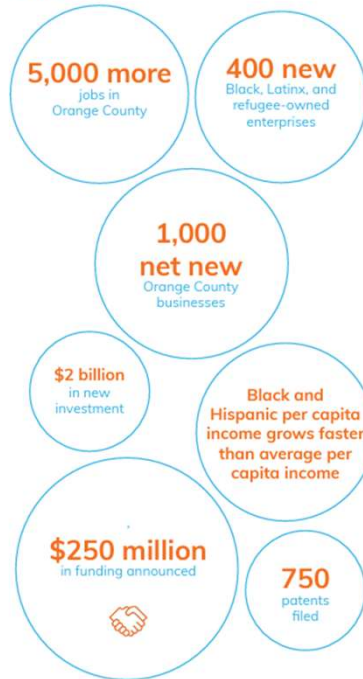 5,000 more
jobs in
Orange County
400 new
Black, Latinx, and
refugee-owned
enterprises
1,000
net new
Orange County
businesses
$2 billion
in new
investment
Black and
Hispanic per capita
income grows faster
than average per
capita income
$250 million
in funding announced
750
patents
filed